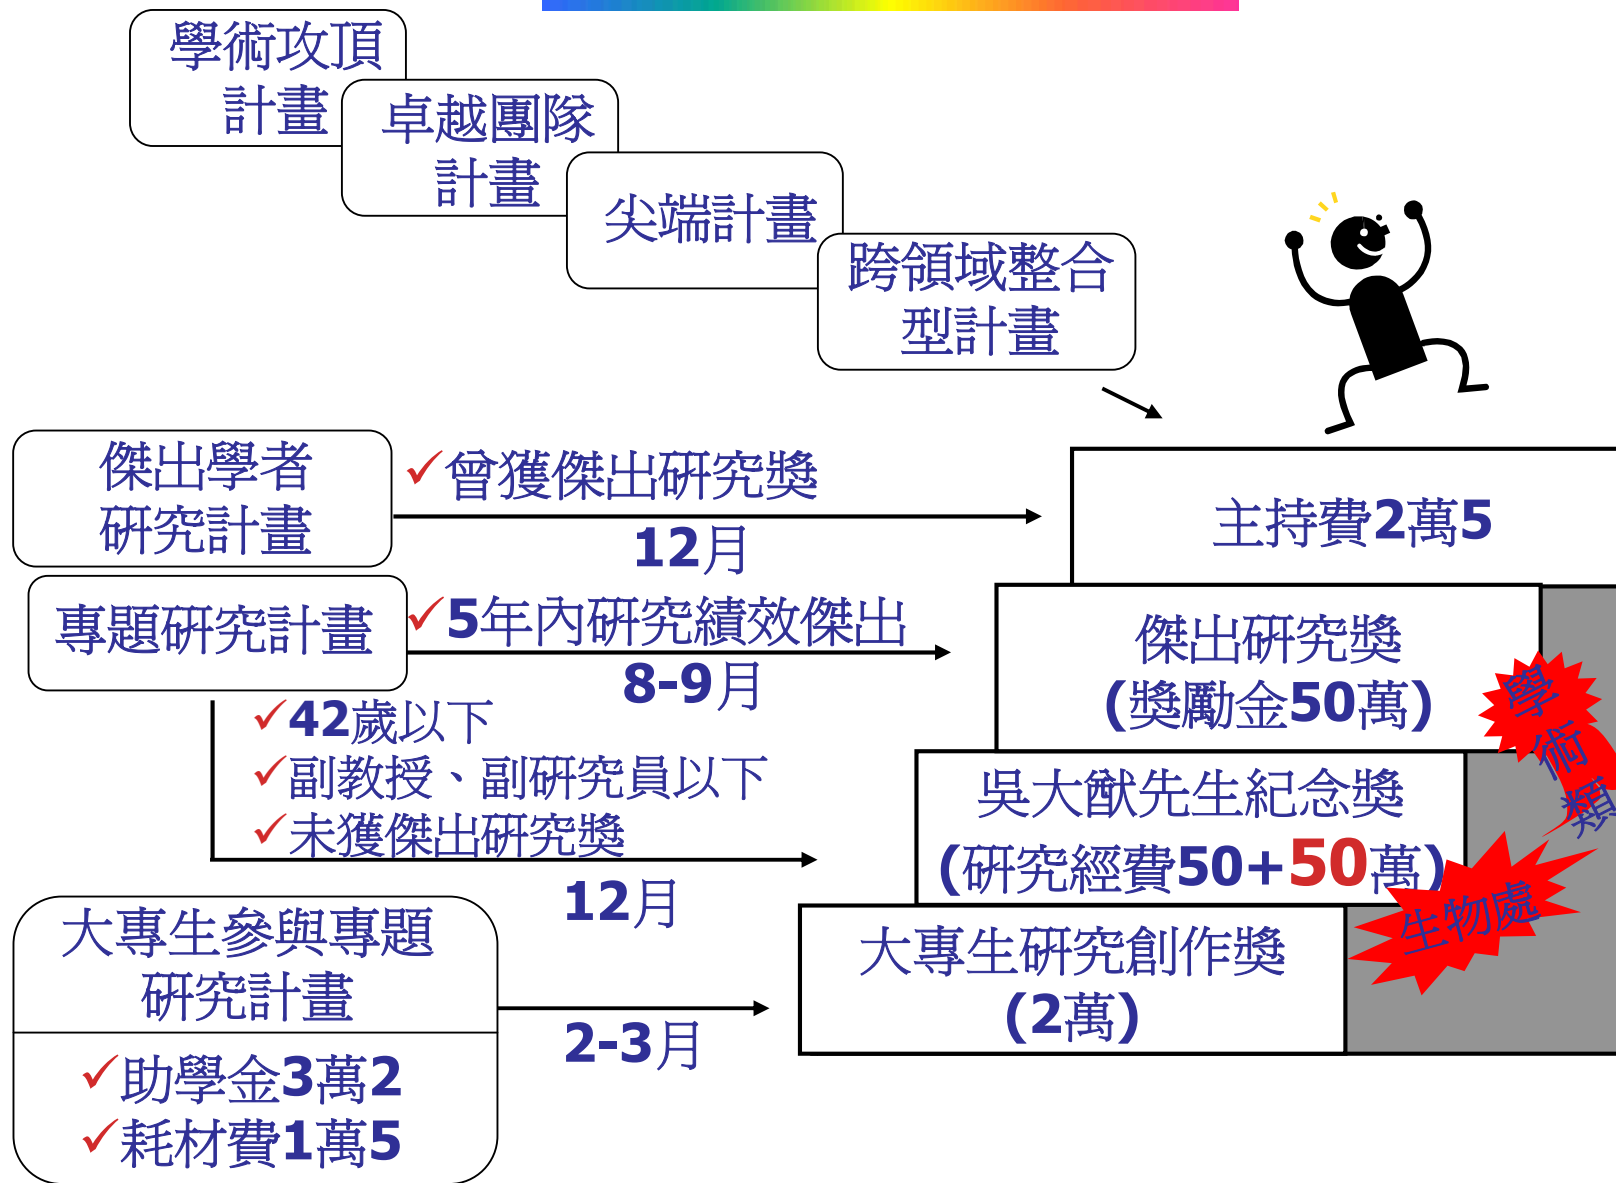 學術攻頂
計畫
卓越團隊
計畫
尖端計畫
跨領域整合
型計畫
傑出學者
研究計畫
曾獲傑出研究獎
12月
主持費2萬5
專題研究計畫
5年內研究績效傑出
8-9月
傑出研究獎
(獎勵金50萬)
42歲以下
副教授、副研究員以下
未獲傑出研究獎
12月
吳大猷先生紀念獎
(研究經費50+50萬)
學術類
生物處
大專生參與專題
研究計畫
助學金3萬2
耗材費1萬5
2-3月
大專生研究創作獎
(2萬)